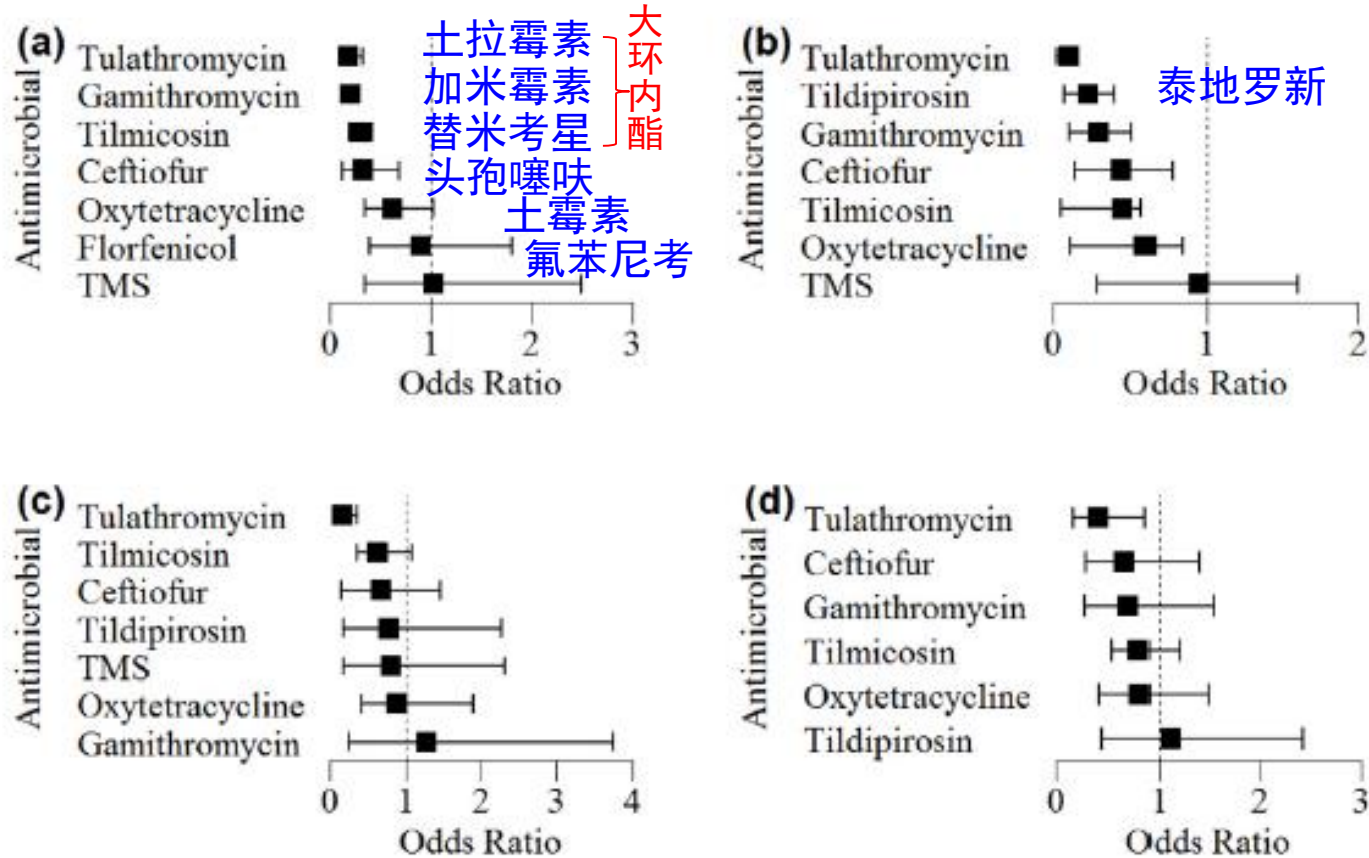 (a)
Antimicrobial
Tulathromycin
Gamithromycin
Tilmicosin
Ceftiofur
Oxytetracycline
Florfenicol
TMS
土拉霉素
加米霉素
替米考星
大环内酯
头孢噻呋
土霉素
氟苯尼考
0 1 2 3
Odds Ratio
(b)
Antimicrobial
Tulathromycin
Tildipirosin
Gamithromycin
Ceftiofur
Tilmicosin
Oxytetracycline
TMS
泰地罗新
0 1 2
Odds Ratio
(c)
Antimicrobial
Tulathromycin
Tilmicosin
Ceftiofur
Tildipirosin
TMS
Oxytetracycline
Gamithromycin
0 1 2 3 4
Odds Ratio
(d)
Antimicrobial
Tulathromycin
Ceftiofur
Gamithromycin
Tilmicosin
Oxytetracycline
Tildipirosin
0 1 2 3
Odds Ratio